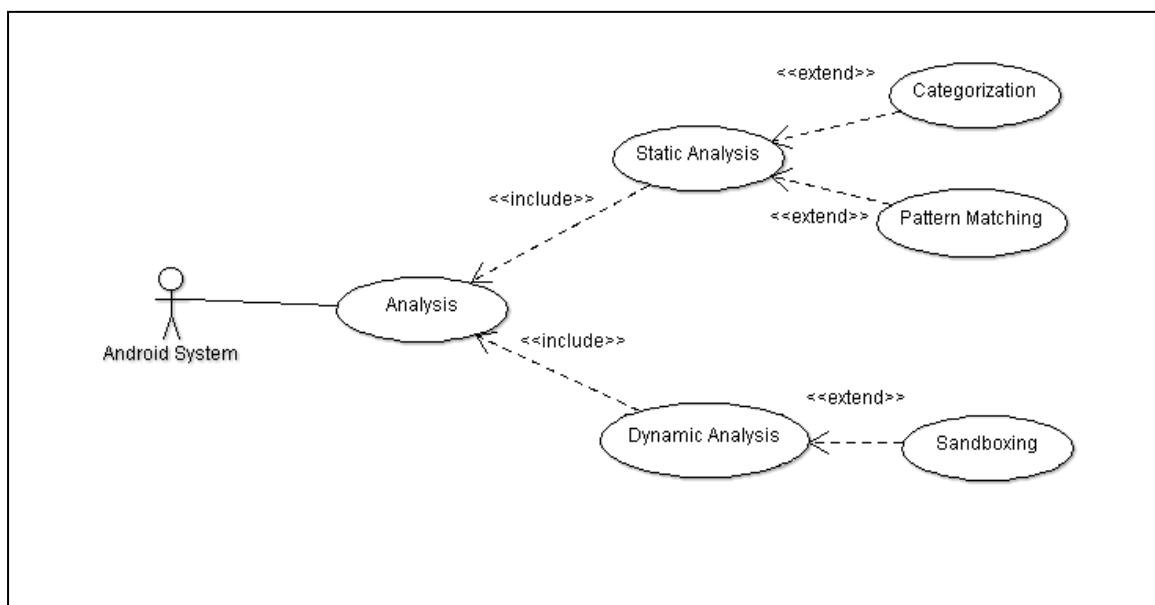 <<extend>>
Categorization
Static Analysis
<<include>>
<<extend>>
Pattern Matching
Analysis
Android System
<<include>>
<<extend>>
Dynamic Analysis
Sandboxing